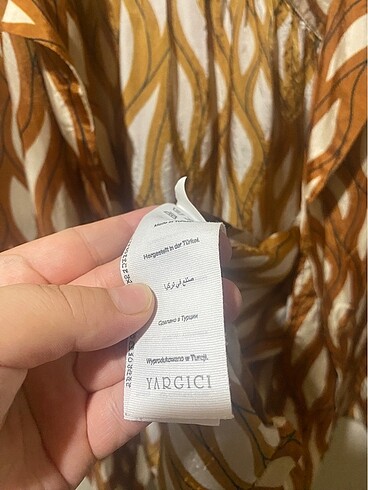 Hergestellt in der Türkei.
صنع في تركيا
Сделано в Турции
Wyprodukowano w Turcji.
YARGICI